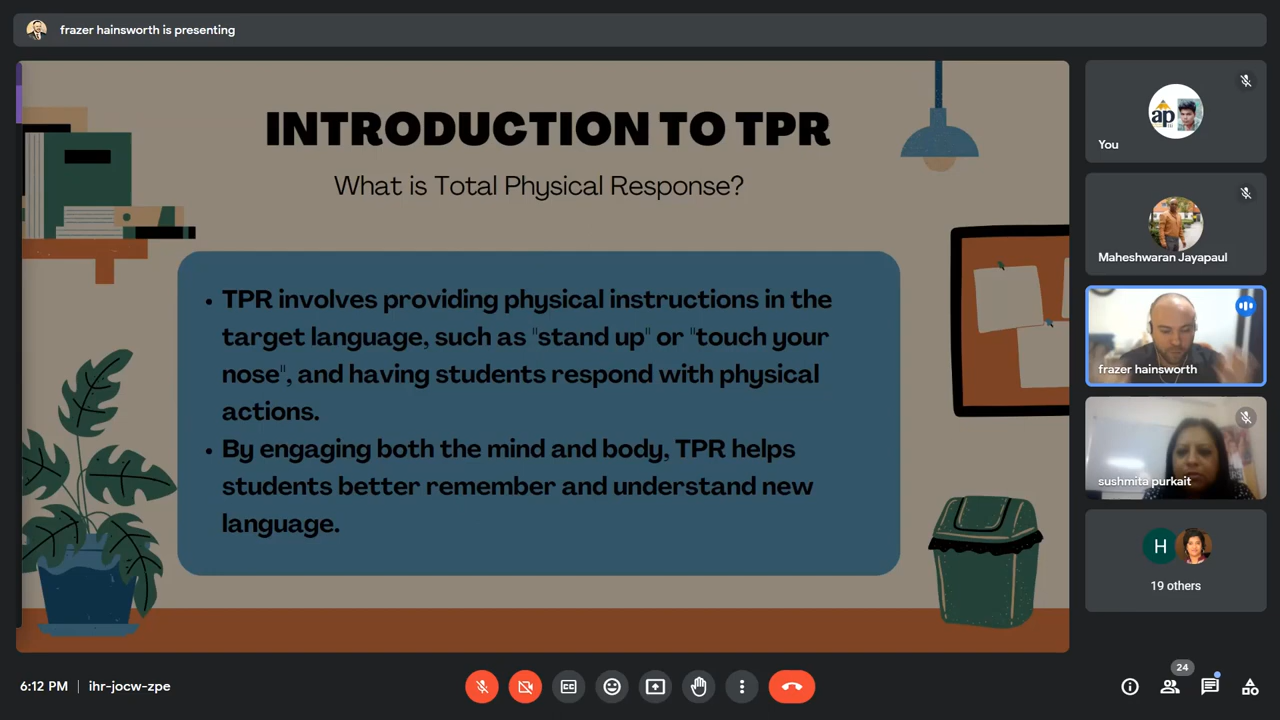 frazer hainsworth is presenting
INTRODUCTION TO TPR
What is Total Physical Response?
• TPR involves providing physical instructions in the
target language, such as "stand up" or "touch your
nose", and having students respond with physical
actions.
• By engaging both the mind and body, TPR helps
students better remember and understand new
language.
ap
You
Maheshwaran Jayapaul
frazer hainsworth
sushmita purkait
H
19 others
6:12 PM | ihr-jocw-zpe
CC
24